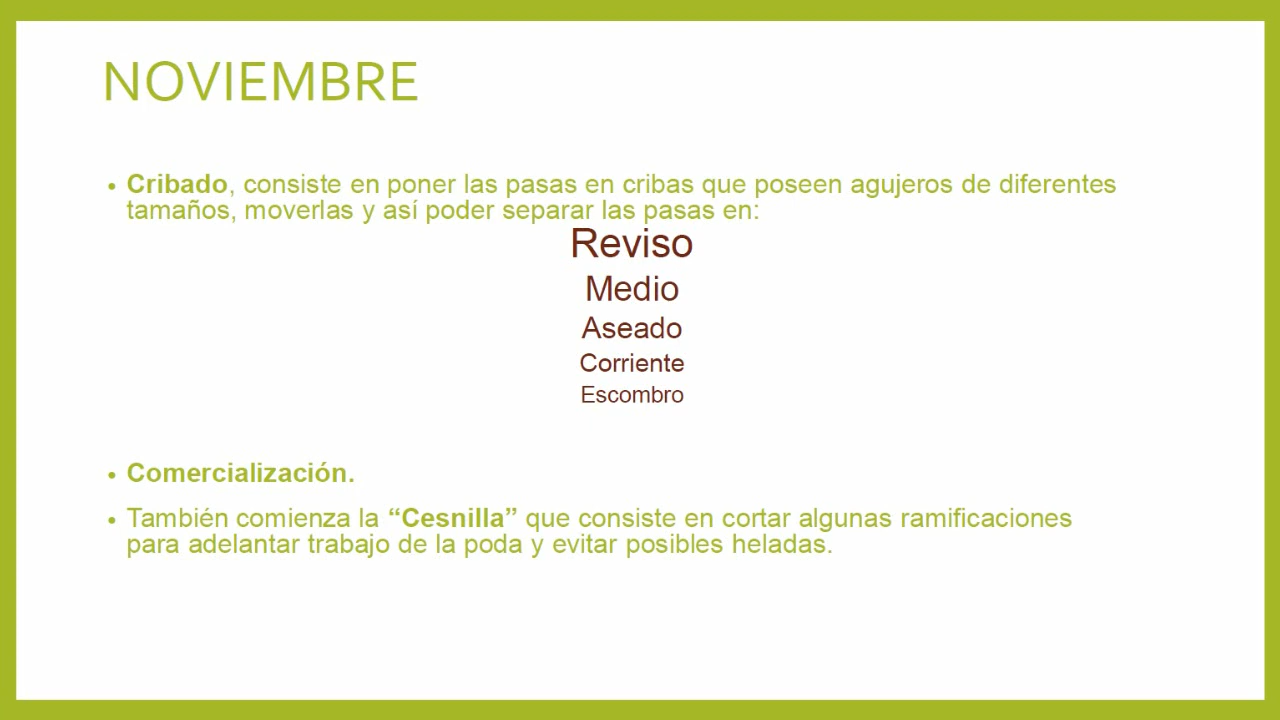 NOVIEMBRE
• Cribado, consiste en poner las pasas en cribas que poseen agujeros de diferentes
tamaños, moverlas y así poder separar las pasas en:
Reviso
Medio
Aseado
Corriente
Escombro
• Comercialización.
• También comienza la “Cesnilla” que consiste en cortar algunas ramificaciones
para adelantar trabajo de la poda y evitar posibles heladas.